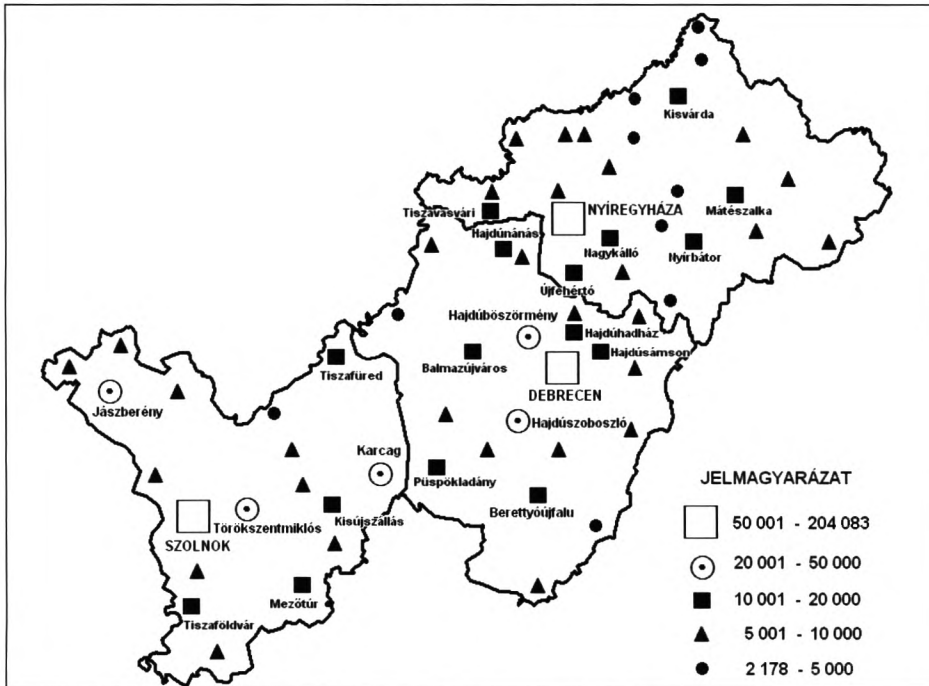 Kisvárda
Tiszavasvári
NYÍREGYHÁZA
Mátészalka
Hajdúnánás
Nagykálló
Nyírbátor
Újfehértó
Hajdúböszörmény
Hajdúhadház
Tiszafüred
Balmazújváros
Hajdúsámson
DEBRECEN
Jászberény
Hajdúszoboszló
Karcag
Püspökladány
Berettyóújfalu
Törökszentmiklós
Kisújszállás
SZOLNOK
Mezőtúr
Tiszaföldvár
JELMAGYARÁZAT
50 001 - 204 083
20 001 - 50 000
10 001 - 20 000
5 001 - 10 000
2 178 - 5 000